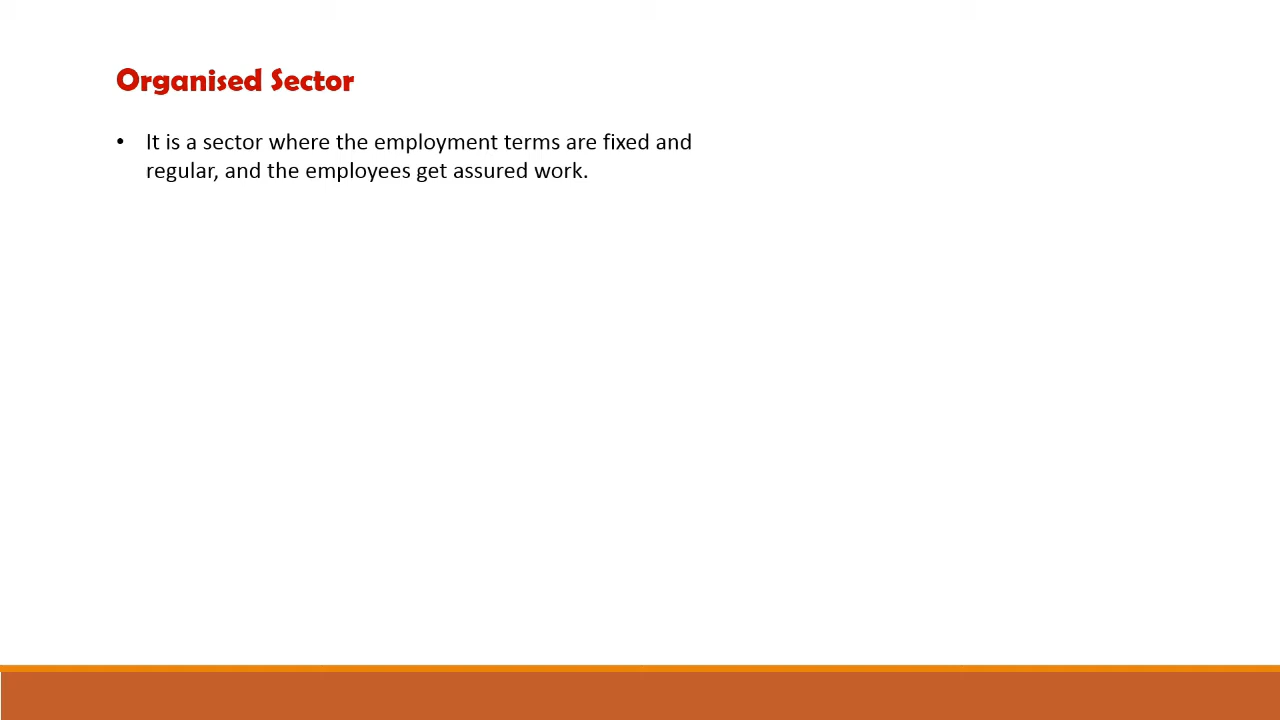 Organised Sector
• It is a sector where the employment terms are fixed and
regular, and the employees get assured work.